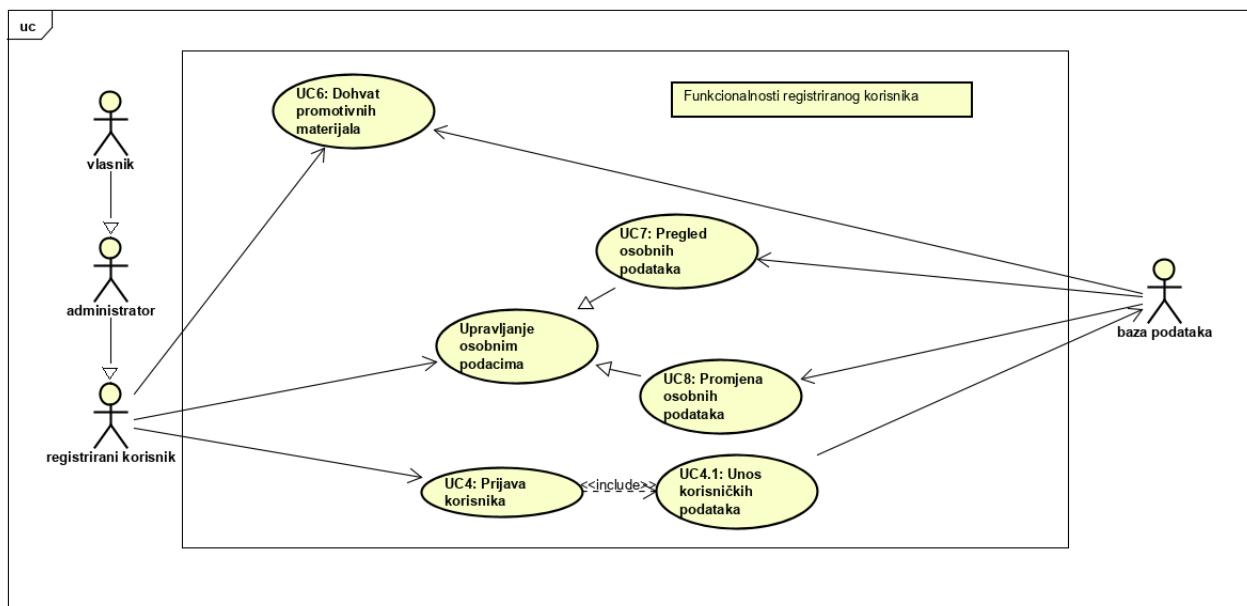 uc
UC6: Dohvat
promotivnih
materijala
Funkcionalnosti registriranog korisnika
vlasnik
UC7: Pregled
osobnih
podataka
administrator
baza podataka
Upravljanje
osobnim
podacima
UC8: Promjena
osobnih
podataka
registrirani korisnik
UC4: Prijava
korisnika
<<include>>
UC4.1: Unos
korisničkih
podataka